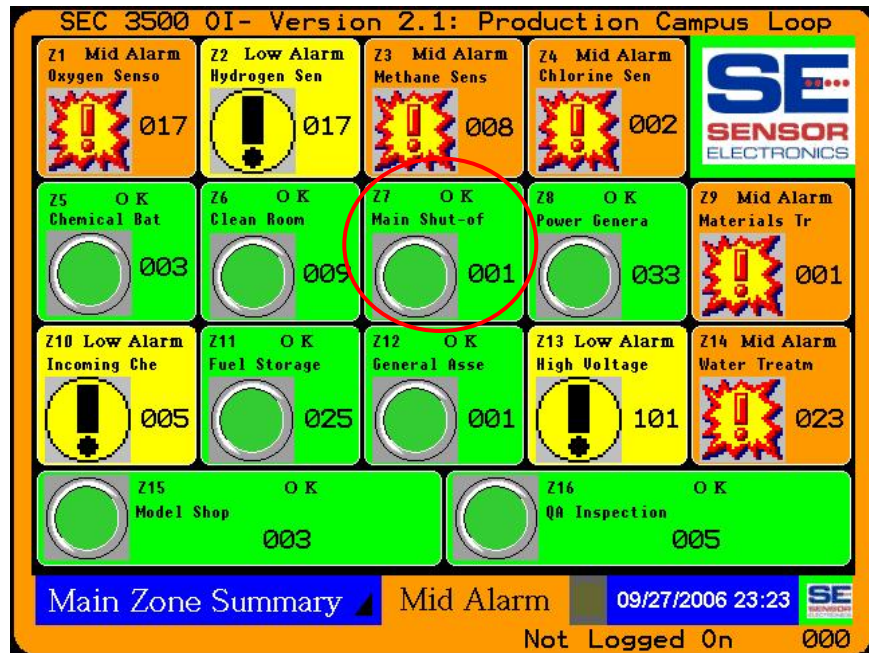 SEC 3500 OI- Version 2.1: Production Campus Loop
Z1 Mid Alarm
Oxygen Senso
017
Z2 Low Alarm
Hydrogen Sen
017
Z3 Mid Alarm
Methane Sens
008
Z4 Mid Alarm
Chlorine Sen
002
SE
SENSOR
ELECTRONICS
Z5 OK
Chemical Bat
003
Z6 OK
Clean Room
009
Z7 OK
Main Shut-of
001
Z8 OK
Power Genera
033
Z9 Mid Alarm
Materials Tr
001
Z10 Low Alarm
Incoming Che
005
Z11 OK
Fuel Storage
025
Z12 OK
General Asse
001
Z13 Low Alarm
High Voltage
101
Z14 Mid Alarm
Water Treatm
023
Z15 OK
Model Shop
003
Z16 OK
QA Inspection
005
Main Zone Summary
Mid Alarm
09/27/2006 23:23
SE
Not Logged On 000